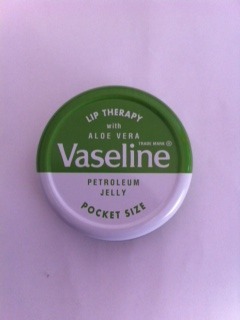 LIP THERAPY
with
ALOE VERA
TRADE MARK ®
Vaseline
PETROLEUM
JELLY
POCKET SIZE